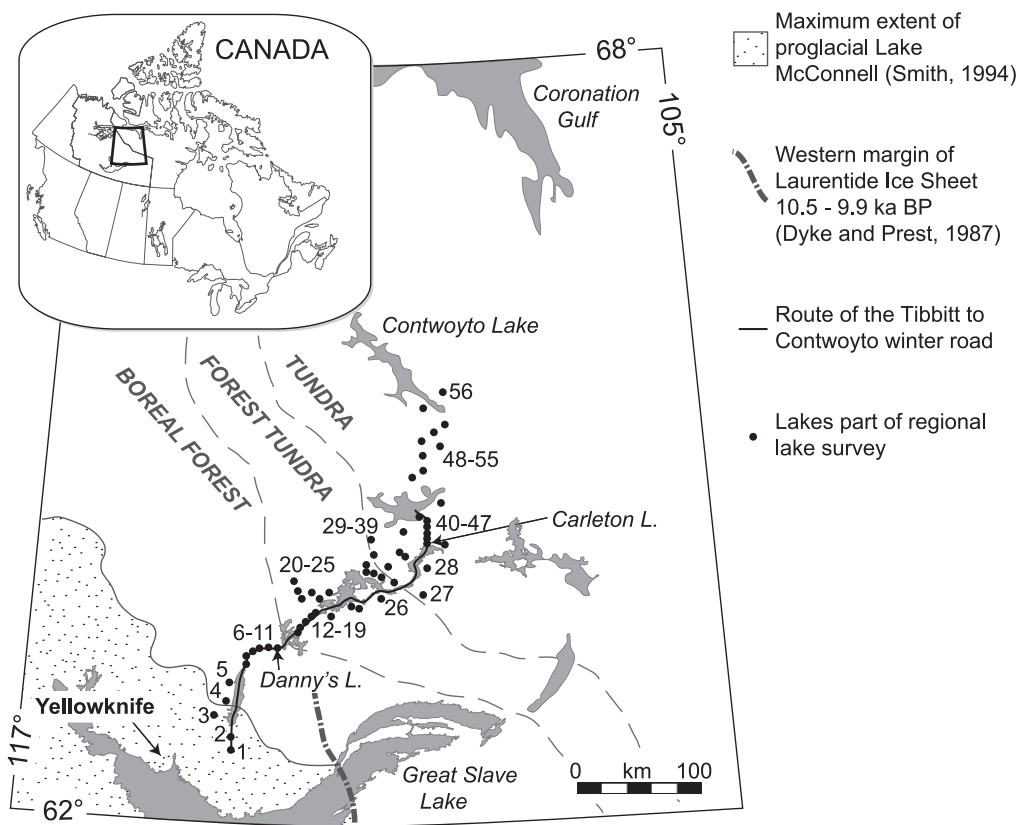 CANADA
68°
105°
Coronation
Gulf
Contwoyto Lake
TUNDRA
FOREST TUNDRA
BOREAL FOREST
56
48-55
29-39
40-47
Carleton L.
20-25
28
27
26
12-19
6-11
Danny's L.
5
4
3
2
1
Yellowknife
117°
62°
Great Slave
Lake
0 km 100
Maximum extent of
proglacial Lake
McConnell (Smith, 1994)
Western margin of
Laurentide Ice Sheet
10.5 - 9.9 ka BP
(Dyke and Prest, 1987)
Route of the Tibbitt to
Contwoyto winter road
Lakes part of regional
lake survey